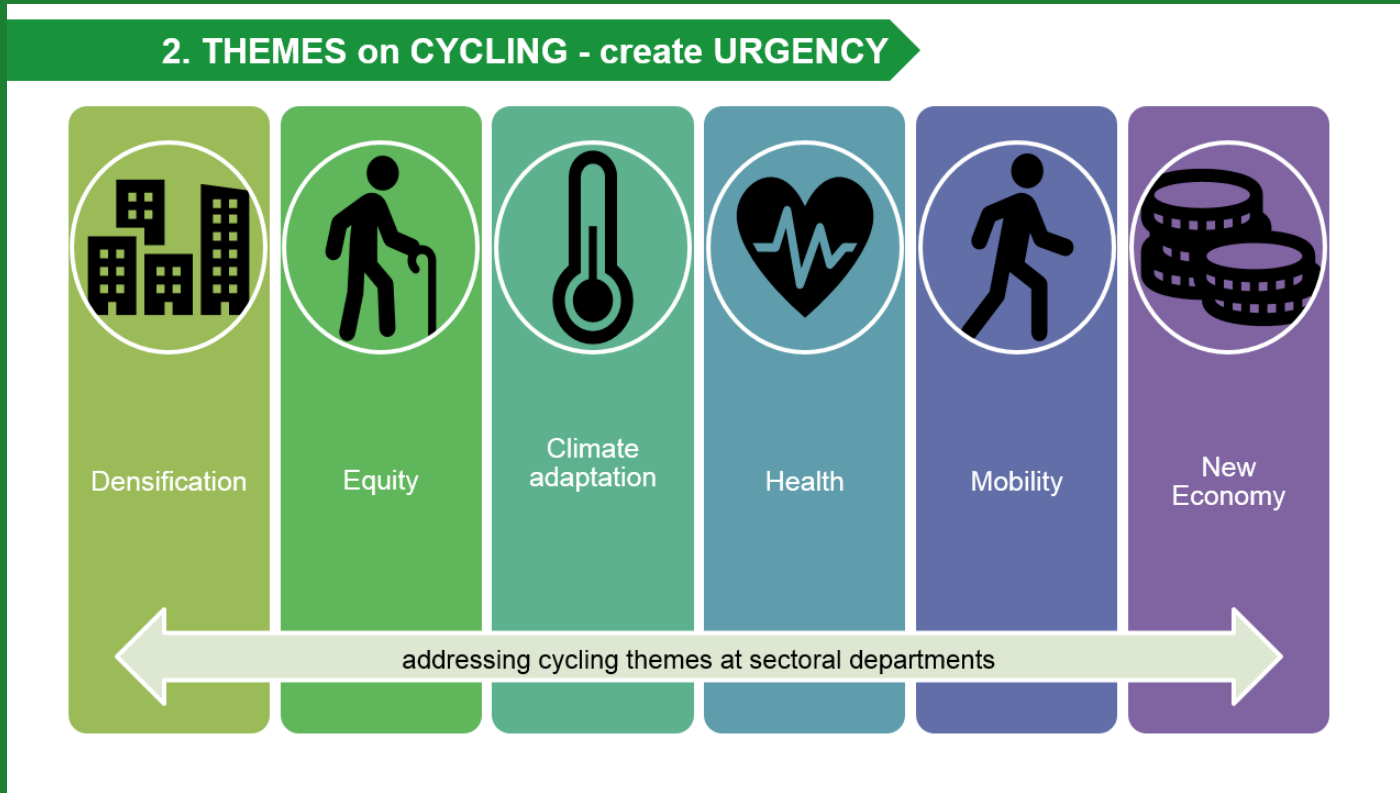 2. THEMES on CYCLING - create URGENCY
Densification
Equity
Climate
adaptation
Health
Mobility
New
Economy
addressing cycling themes at sectoral departments